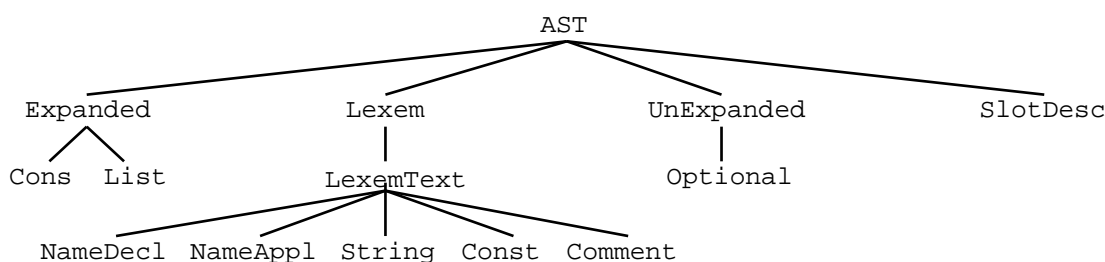 AST
Expanded Lexem UnExpanded SlotDesc
Cons List LexemText Optional
NameDecl NameAppl String Const Comment